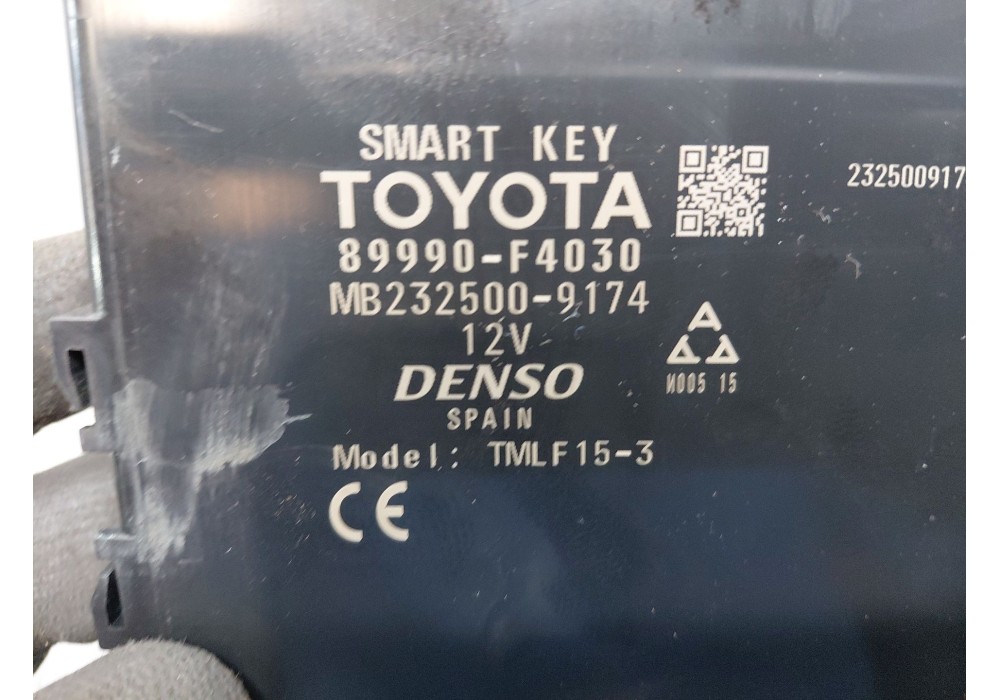 SMART KEY
TOYOTA
89990-F4030
MB232500-9174
12V
DENSO
SPAIN
Model: TMLF15-3
CE
232500917
N005 15